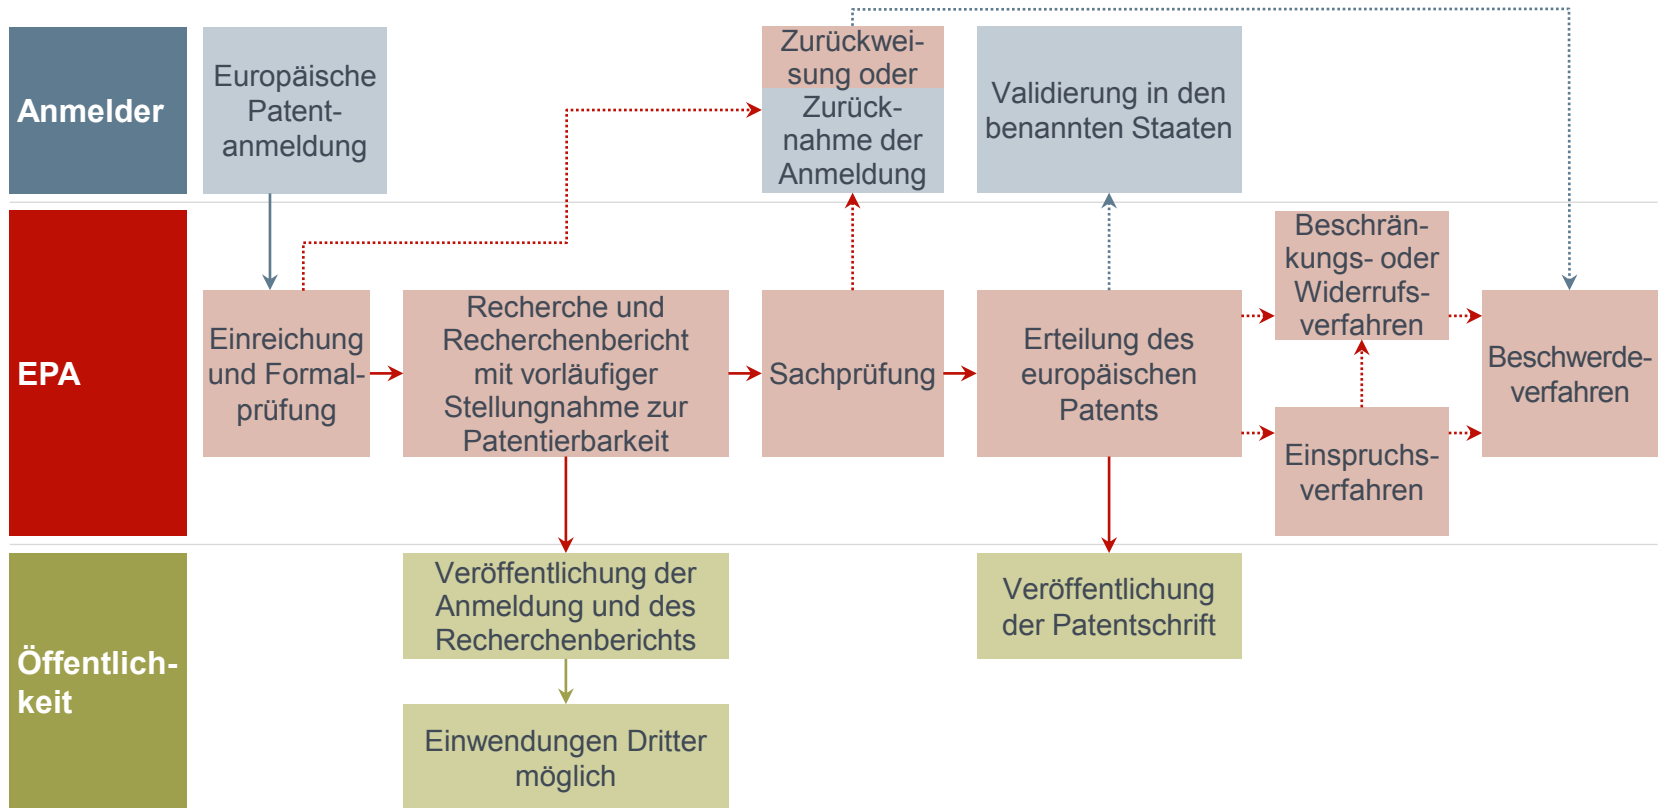 Anmelder
Europäische
Patent-
anmeldung
Zurückwei-
sung oder
Zurück-
nahme der
Anmeldung
Validierung in den
benannten Staaten
EPA
Einreichung
und Formal-
prüfung
Recherche und
Recherchenbericht
mit vorläufiger
Stellungnahme zur
Patentierbarkeit
Sachprüfung
Erteilung des
europäischen
Patents
Beschrän-
kungs- oder
Widerrufs-
verfahren
Einspruchs-
verfahren
Beschwerde-
verfahren
Öffentlich-
keit
Veröffentlichung der
Anmeldung und des
Recherchenberichts
Einwendungen Dritter
möglich
Veröffentlichung
der Patentschrift